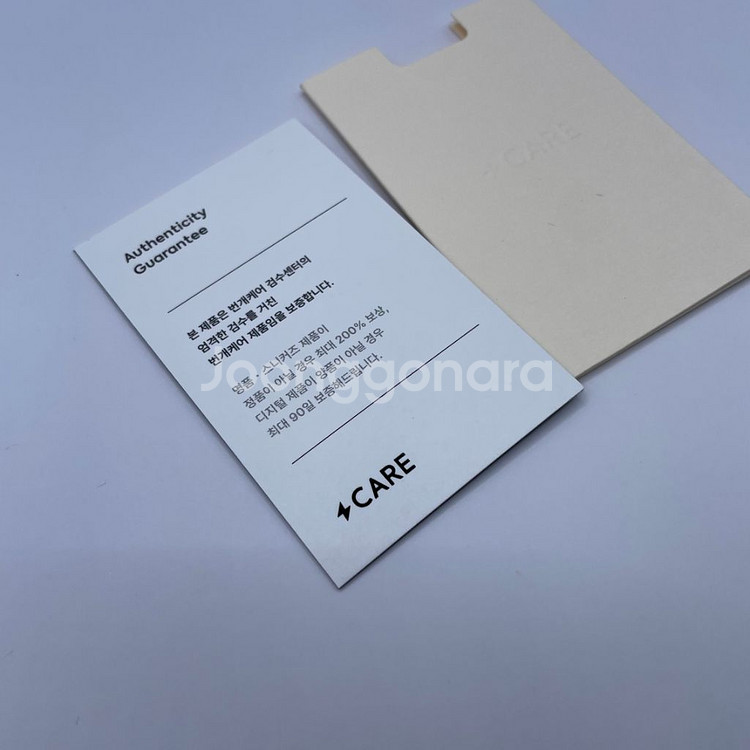 Authenticity
Guarantee
본 제품은 번개케어 검수센터의
엄격한 검수를 거친
번개케어 제품임을 보증합니다.
명품·스니커즈 제품이
정품이 아닐 경우 최대 200% 보상,
디지털 제품이 양품이 아닐 경우
최대 90일 보증해드립니다.
CARE
CARE
Joonggonara